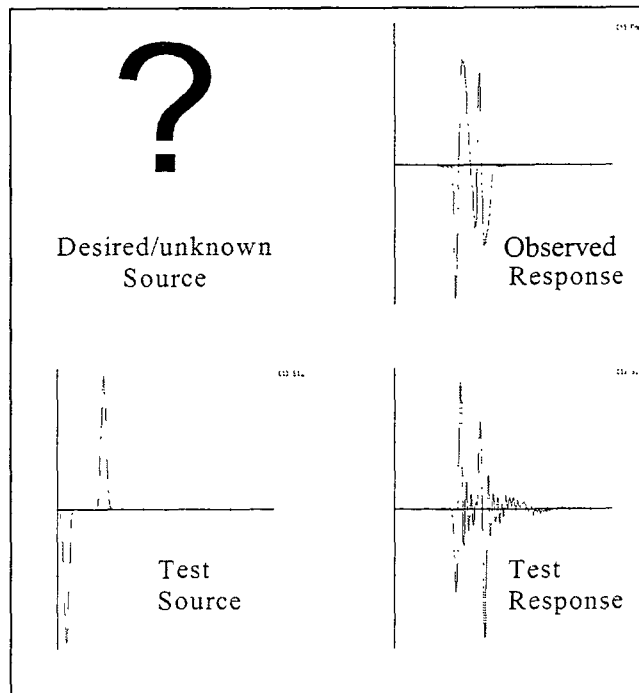 ?
Desired/unknown
Source
Observed
Response
Test
Source
Test
Response